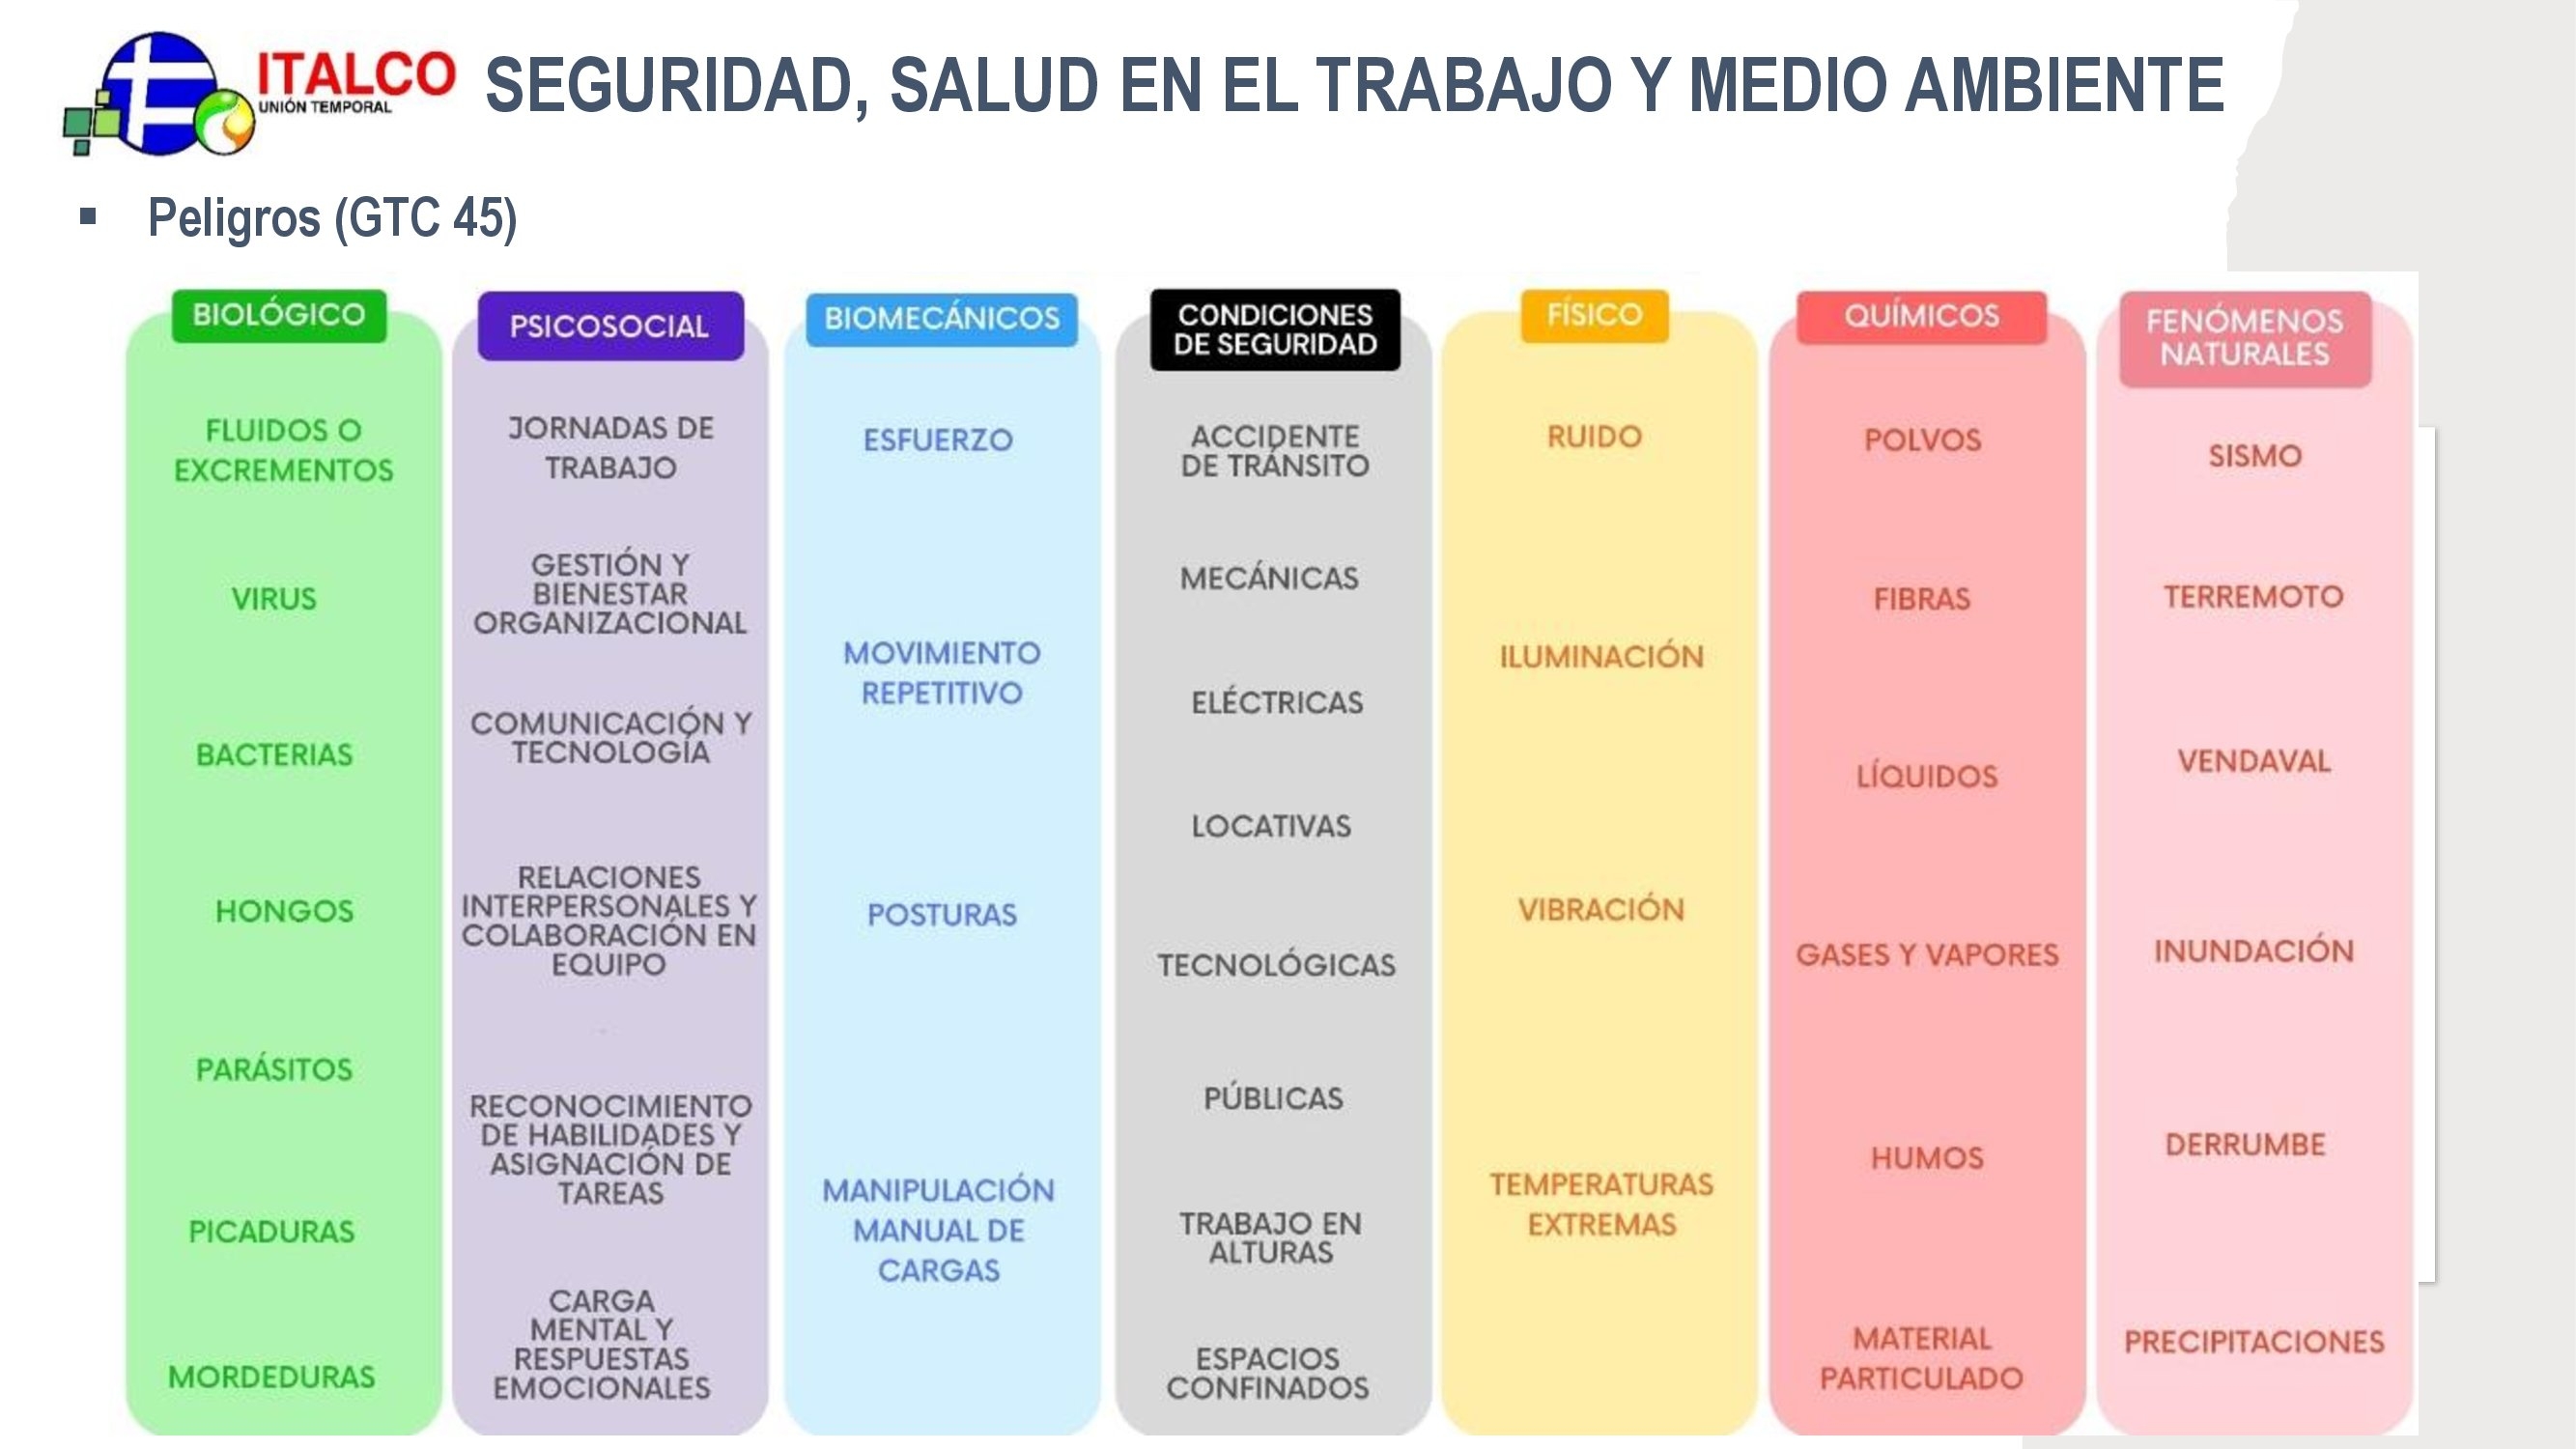 ITALCO
UNIÓN TEMPORAL
SEGURIDAD, SALUD EN EL TRABAJO Y MEDIO AMBIENTE
▪ Peligros (GTC 45)
BIOLÓGICO
FLUIDOS O
EXCREMENTOS
VIRUS
BACTERIAS
HONGOS
PARÁSITOS
PICADURAS
MORDEDURAS
PSICOSOCIAL
JORNADAS DE
TRABAJO
GESTIÓN Y
BIENESTAR
ORGANIZACIONAL
COMUNICACIÓN Y
TECNOLOGÍA
RELACIONES
INTERPERSONALES Y
COLABORACIÓN EN
EQUIPO
RECONOCIMIENTO
DE HABILIDADES Y
ASIGNACIÓN DE
TAREAS
CARGA
MENTAL Y
RESPUESTAS
EMOCIONALES
BIOMECÁNICOS
ESFUERZO
MOVIMIENTO
REPETITIVO
POSTURAS
MANIPULACIÓN
MANUAL DE
CARGAS
CONDICIONES
DE SEGURIDAD
ACCIDENTE
DE TRÁNSITO
MECÁNICAS
ELÉCTRICAS
LOCATIVAS
TECNOLÓGICAS
PÚBLICAS
TRABAJO EN
ALTURAS
ESPACIOS
CONFINADOS
FÍSICO
RUIDO
ILUMINACIÓN
VIBRACIÓN
TEMPERATURAS
EXTREMAS
QUÍMICOS
POLVOS
FIBRAS
LÍQUIDOS
GASES Y VAPORES
HUMOS
MATERIAL
PARTICULADO
FENÓMENOS
NATURALES
SISMO
TERREMOTO
VENDAVAL
INUNDACIÓN
DERRUMBE
PRECIPITACIONES